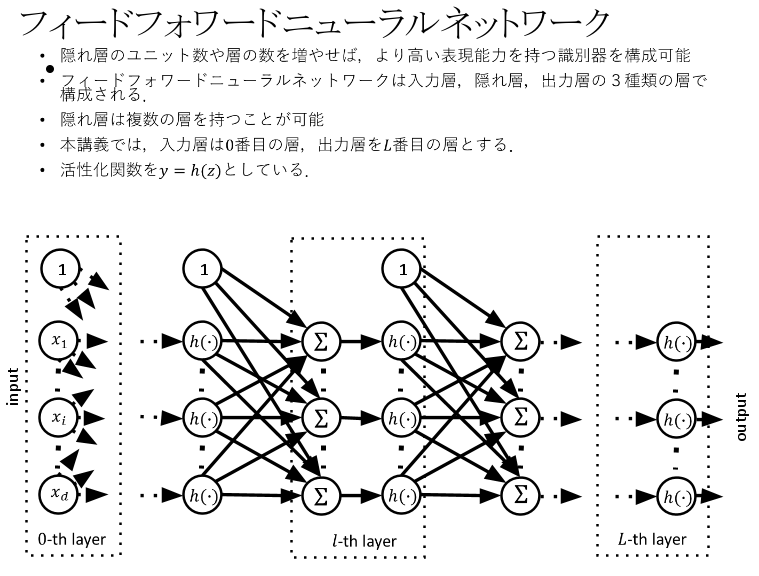 フィードフォワードニューラルネットワーク
• 隠れ層のユニット数や層の数を増やせば，より高い表現能力を持つ識別器を構成可能
• フィードフォワードニューラルネットワークは入力層，隠れ層，出力層の３種類の層で
構成される．
• 隠れ層は複数の層を持つことが可能
• 本講義では，入力層は0番目の層，出力層をL番目の層とする．
• 活性化関数をy = h(z)としている．
1 1 1
x₁ h(·) Σ h(·) Σ h(·)
input
xᵢ h(·) Σ h(·) Σ h(·)
output
x_d h(·) Σ h(·) Σ h(·)
0-th layer l-th layer L-th layer